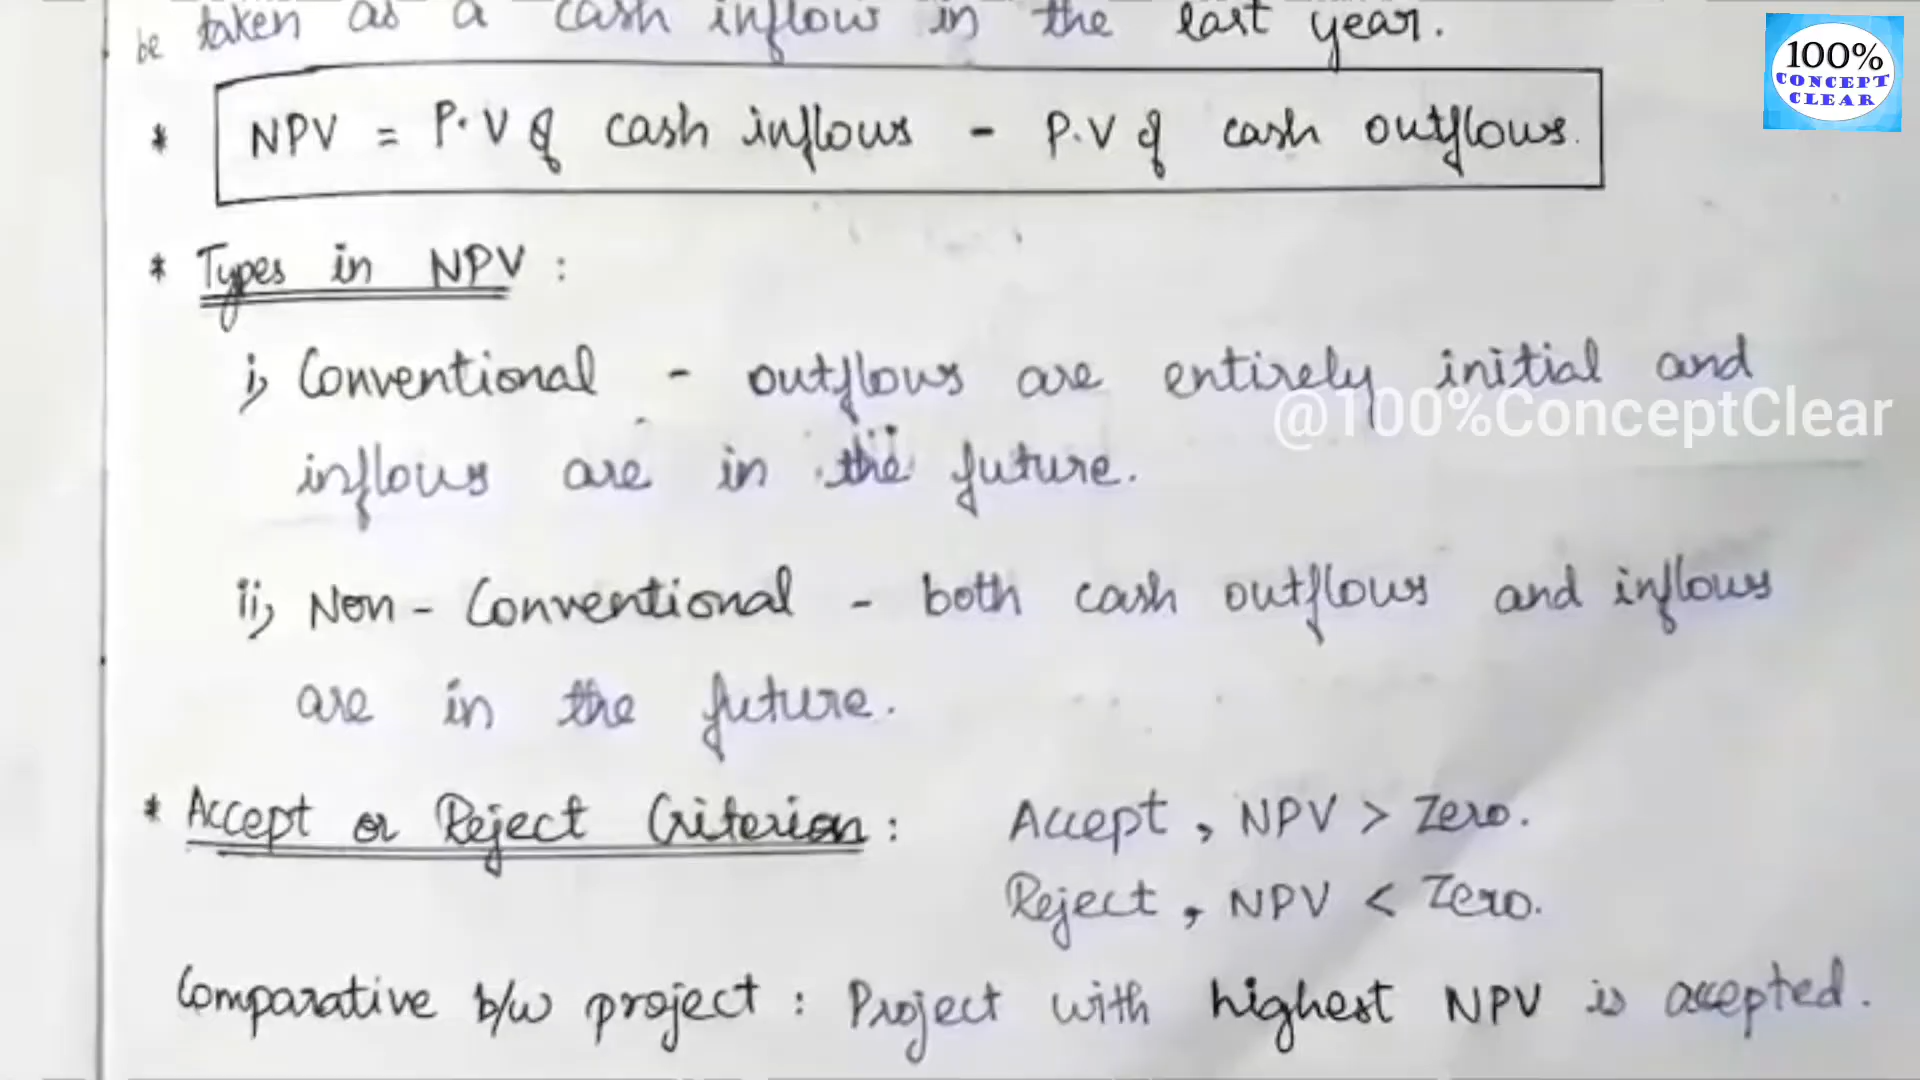 be taken as a cash inflow in the last year.
100%
CONCEPT
CLEAR
* NPV = P.V of cash inflows - P.V of cash outflows.
* Types in NPV :
i) Conventional - outflows are entirely initial and
@100%ConceptClear
inflows are in the future.
ii) Non - Conventional - both cash outflows and inflows
are in the future.
* Accept or Reject Criterion : Accept, NPV > Zero.
Reject, NPV < Zero.
Comparative b/w project : Project with highest NPV is accepted.